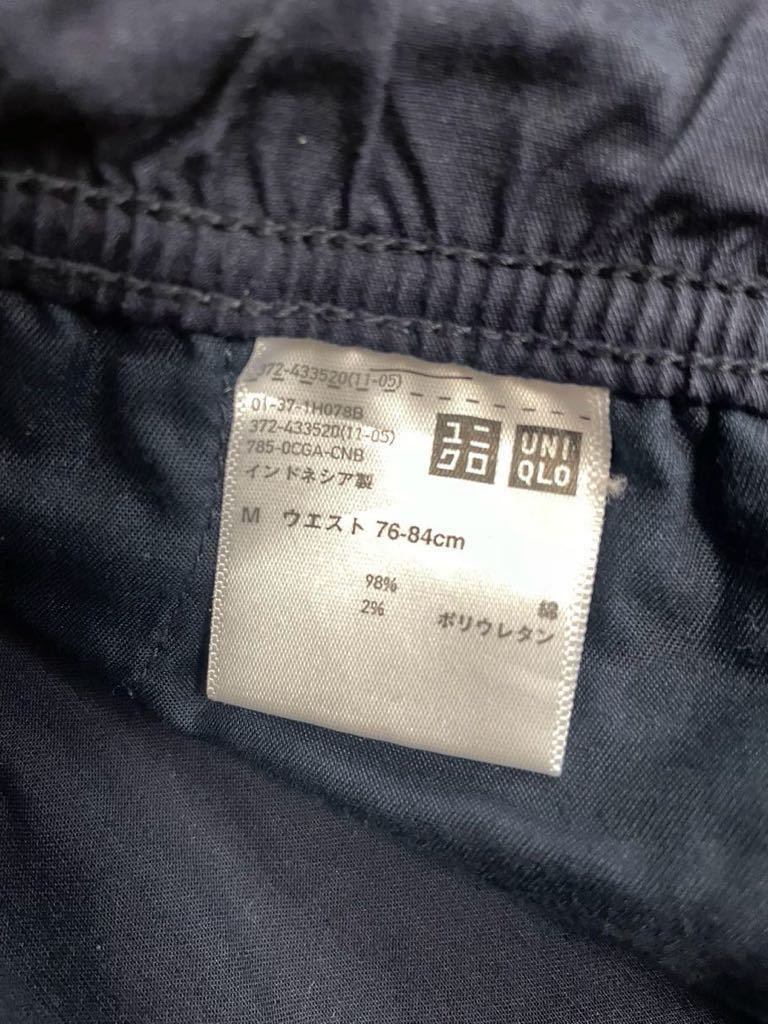 372-433520(11-05)
01-37-1H078B
372-433520(11-05)
785-0CGA-CNB
インドネシア製
ユニクロ
UNIQLO
M ウエスト 76-84cm
98% 綿
2% ポリウレタン